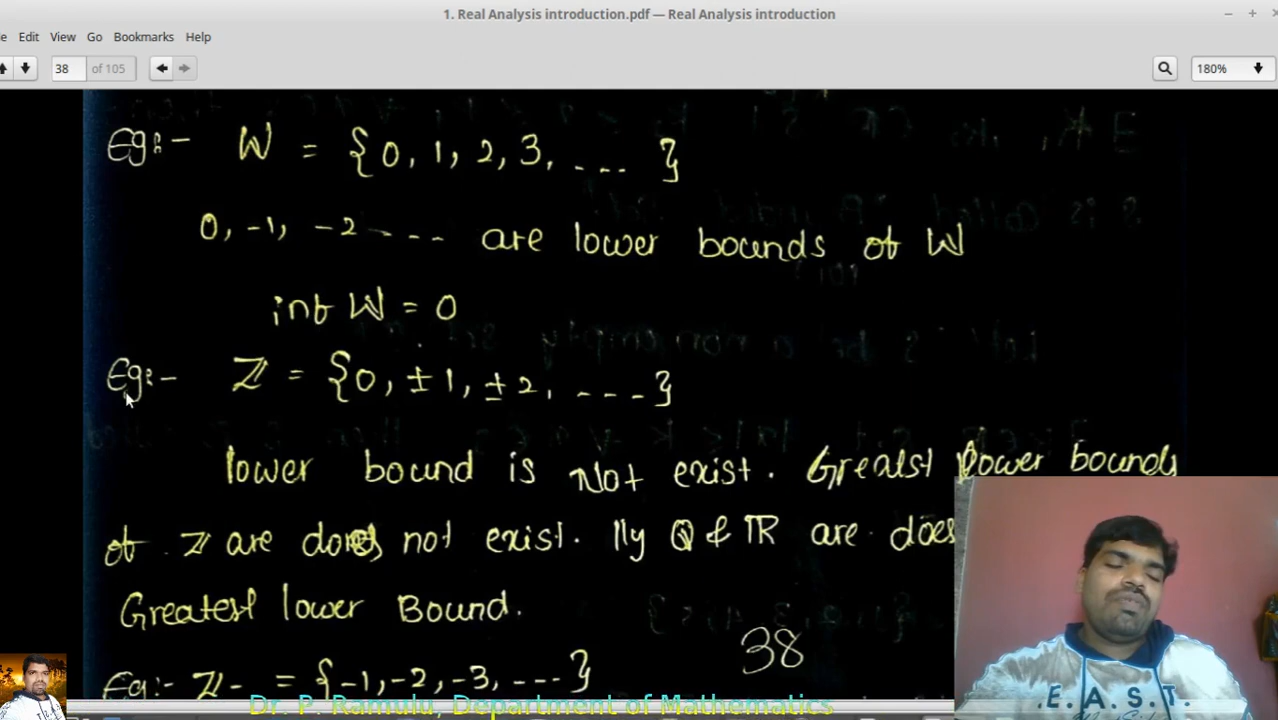 1. Real Analysis introduction.pdf — Real Analysis introduction
e Edit View Go Bookmarks Help
38 of 105 180%
Eg:- W = {0, 1, 2, 3, .... }
0, -1, -2 - - - - are lower bounds of W
inf W = 0
Eg:- Z = {0, ±1, ±2, - - - -}
lower bound is Not exist. Grealst lower bounds
of Z are does not exist. lly Q & R are does
Greatest lower Bound.
38
Eg:- Z- = {-1, -2, -3, ....}
Dr. P. Ramulu, Department of Mathematics
E.A.S.T.